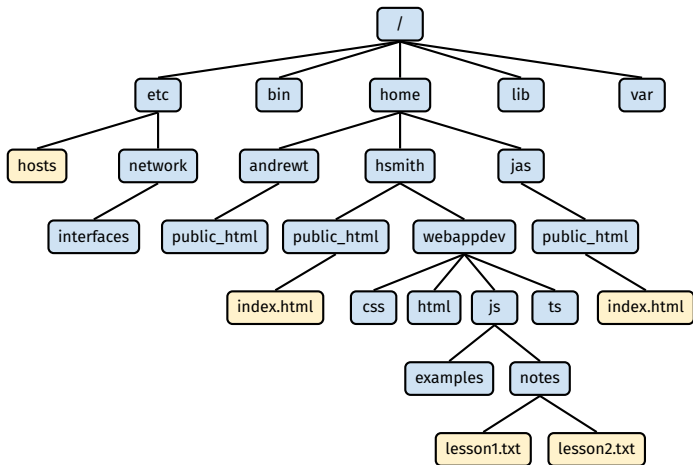 /
etc
bin
home
lib
var
hosts
network
andrewt
hsmith
jas
interfaces
public_html
public_html
webappdev
public_html
index.html
css
html
js
ts
index.html
examples
notes
lesson1.txt
lesson2.txt